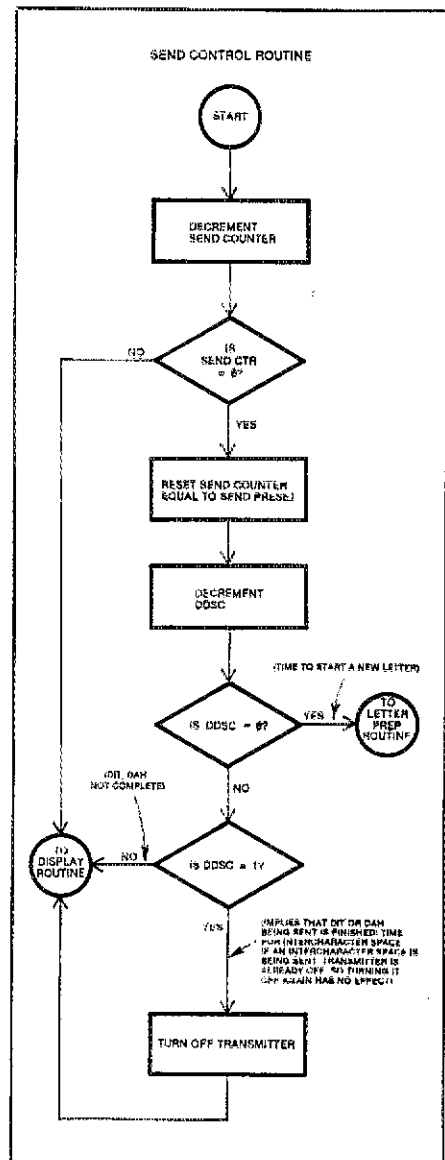 SEND CONTROL ROUTINE
START
DECREMENT
SEND COUNTER
IS
SEND CTR
= 0?
NO
YES
RESET SEND COUNTER
EQUAL TO SEND PRESET
DECREMENT
DDSC
(TIME TO START A NEW LETTER)
IS DDSC = 0?
YES
TO
LETTER
PREP
ROUTINE
NO
(DIT, DAH
NOT COMPLETE)
TO
DISPLAY
ROUTINE
NO
IS DDSC = 1?
YES
(IMPLIES THAT DIT OR DAH
BEING SENT IS FINISHED: TIME
FOR INTERCHARACTER SPACE
IF AN INTERCHARACTER SPACE IS
BEING SENT, TRANSMITTER IS
ALREADY OFF, SO TURNING IT
OFF AGAIN HAS NO EFFECT)
TURN OFF TRANSMITTER